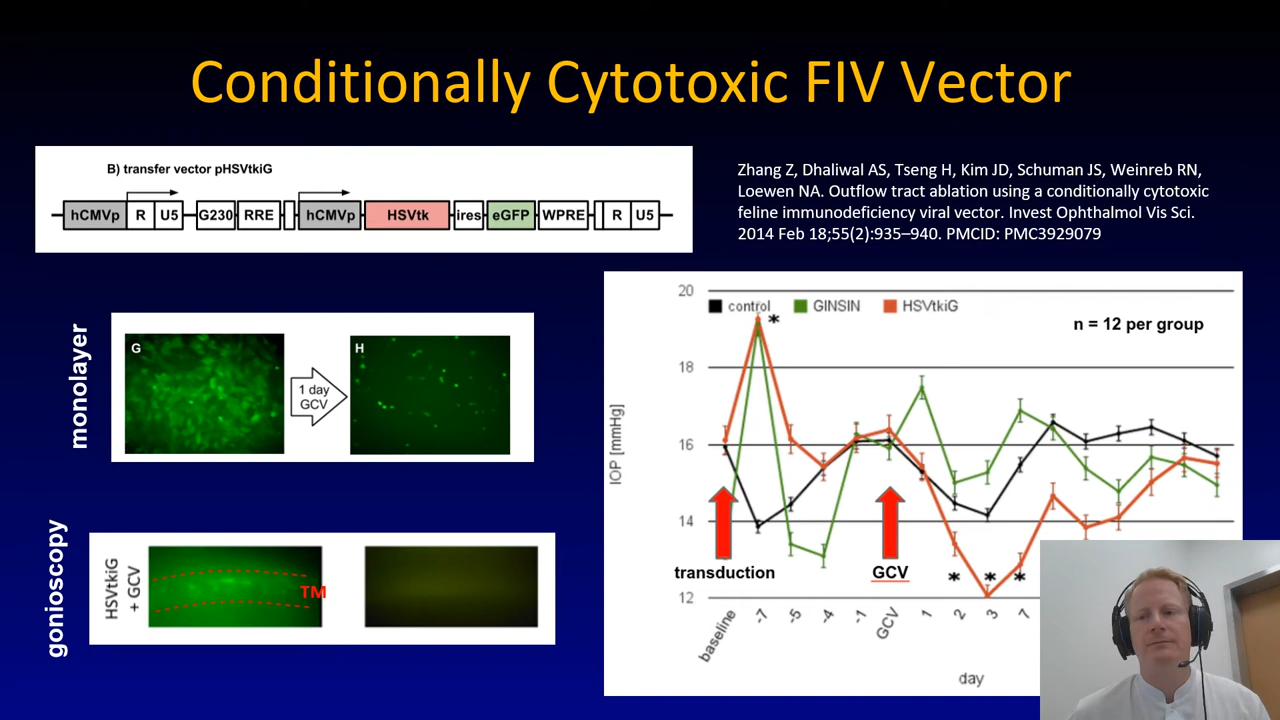 Conditionally Cytotoxic FIV Vector
B) transfer vector pHSVtkiG
hCMVp R U5 G230 RRE hCMVp HSVtk ires eGFP WPRE R U5
Zhang Z, Dhaliwal AS, Tseng H, Kim JD, Schuman JS, Weinreb RN,
Loewen NA. Outflow tract ablation using a conditionally cytotoxic
feline immunodeficiency viral vector. Invest Ophthalmol Vis Sci.
2014 Feb 18;55(2):935–940. PMCID: PMC3929079
monolayer
G
1 day
GCV
H
gonioscopy
HSVtkiG
+ GCV
TM
control GINSIN HSVtkiG
n = 12 per group
IOP [mmHg]
20
18
16
14
12
*
transduction
GCV
* * *
baseline -7 -5 -4 -1 GCV 1 2 3 7
day